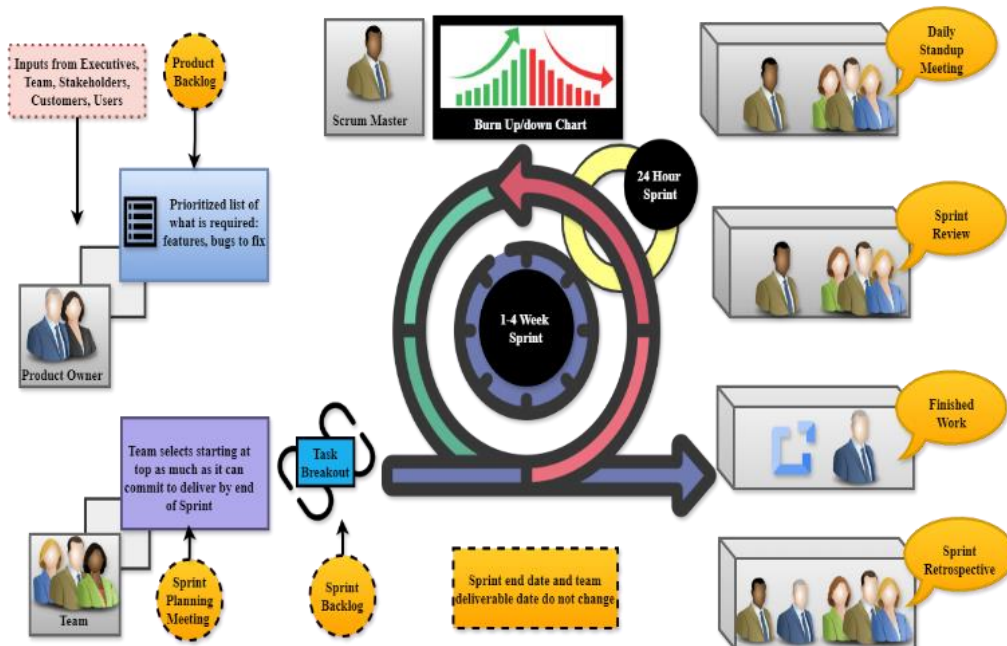 Inputs from Executives,
Team, Stakeholders,
Customers, Users
Product
Backlog
Prioritized list of
what is required:
features, bugs to fix
Product Owner
Team selects starting at
top as much as it can
commit to deliver by end
of Sprint
Team
Sprint
Planning
Meeting
Task
Breakout
Sprint
Backlog
Scrum Master
Burn Up/down Chart
24 Hour
Sprint
1-4 Week
Sprint
Sprint end date and team
deliverable date do not change
Daily
Standup
Meeting
Sprint
Review
Finished
Work
Sprint
Retrospective